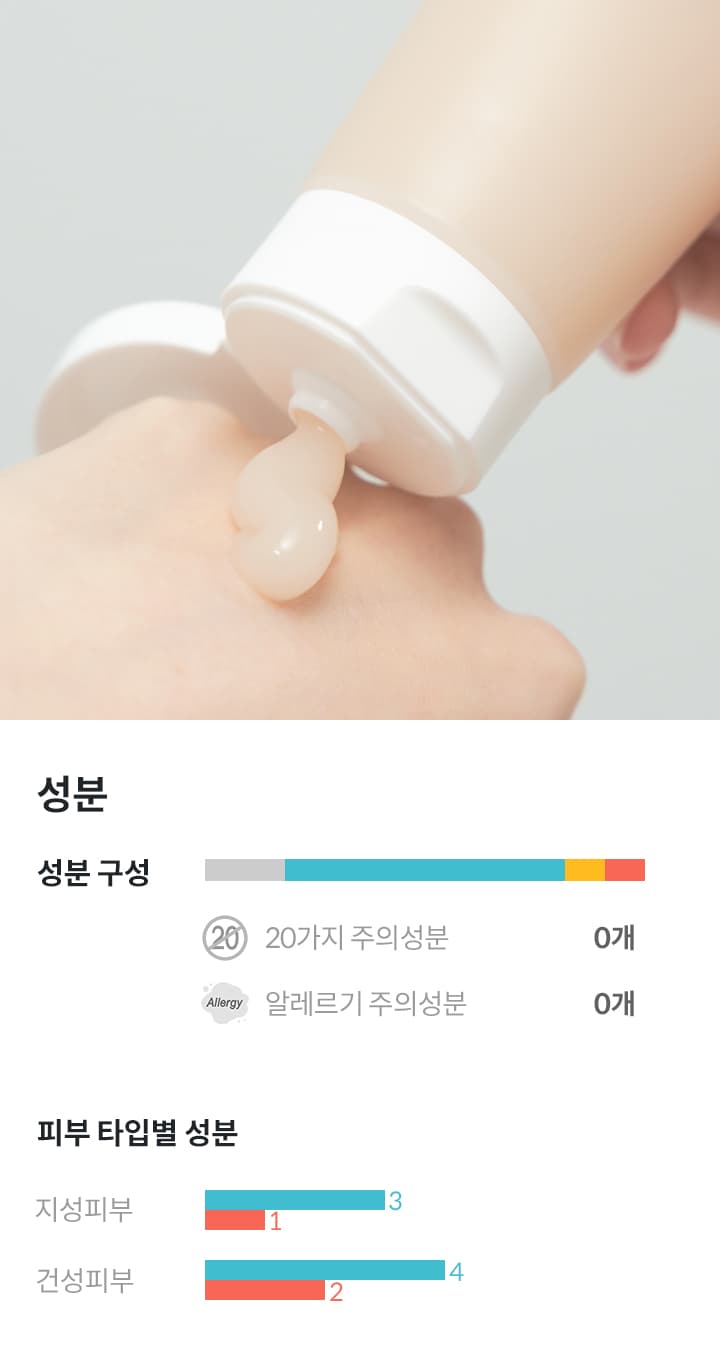 성분
성분 구성
20 20가지 주의성분 0개
Allergy 알레르기 주의성분 0개
피부 타입별 성분
지성피부 3
1
건성피부 4
2